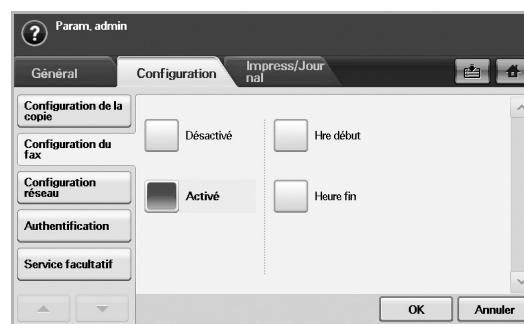 ? Param. admin
Général
Configuration
Impress/Jour
nal
Configuration de la
copie
Configuration du
fax
Configuration
réseau
Authentification
Service facultatif
Désactivé
Hre début
Activé
Heure fin
OK
Annuler